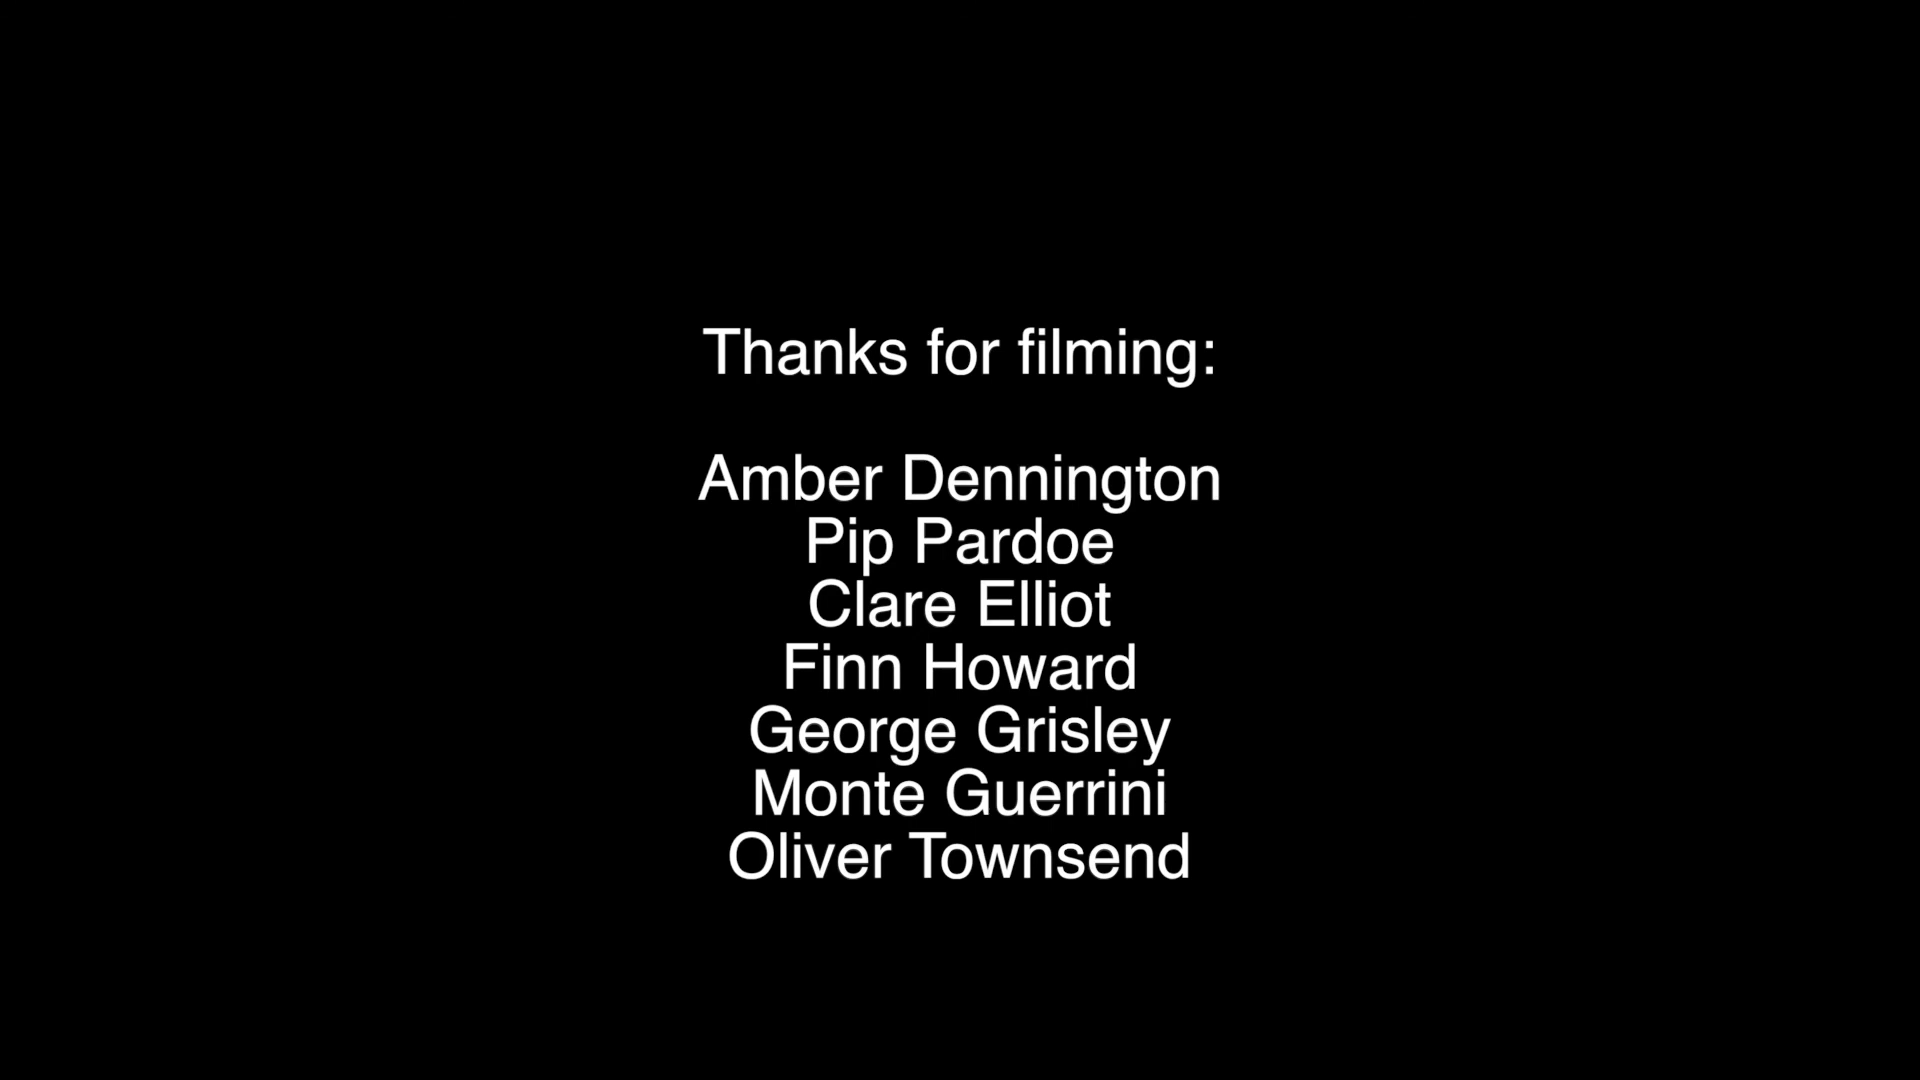 Thanks for filming:
Amber Dennington
Pip Pardoe
Clare Elliot
Finn Howard
George Grisley
Monte Guerrini
Oliver Townsend